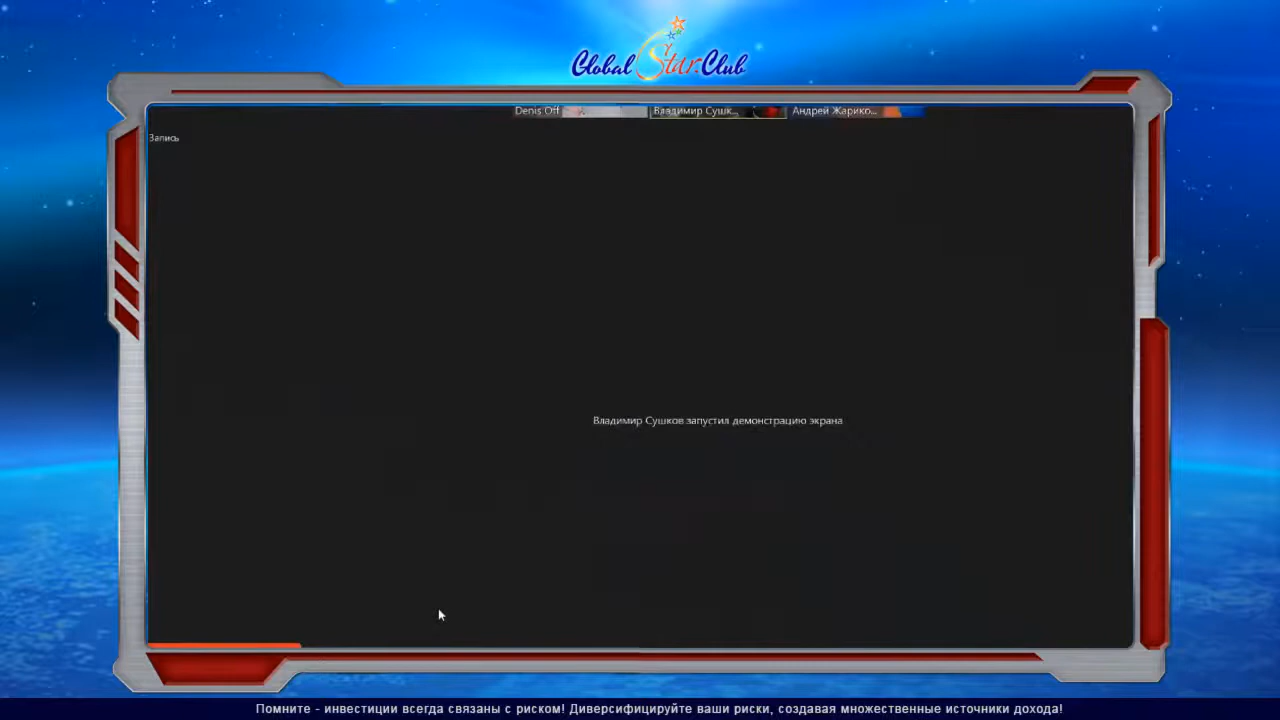 Global Star.Club
Denis Off
Владимир Сушк...
Андрей Жарико...
Запись
Владимир Сушков запустил демонстрацию экрана
Помните - инвестиции всегда связаны с риском! Диверсифицируйте ваши риски, создавая множественные источники дохода!